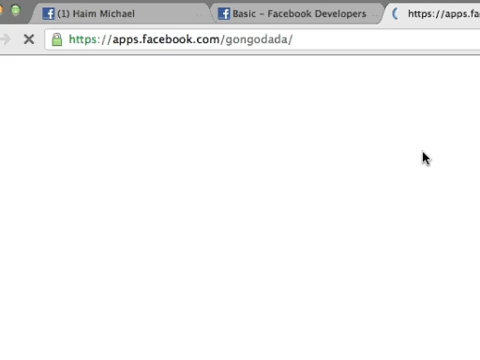 (1) Haim Michael
Basic - Facebook Developers
https://apps.fa
https://apps.facebook.com/gongodada/